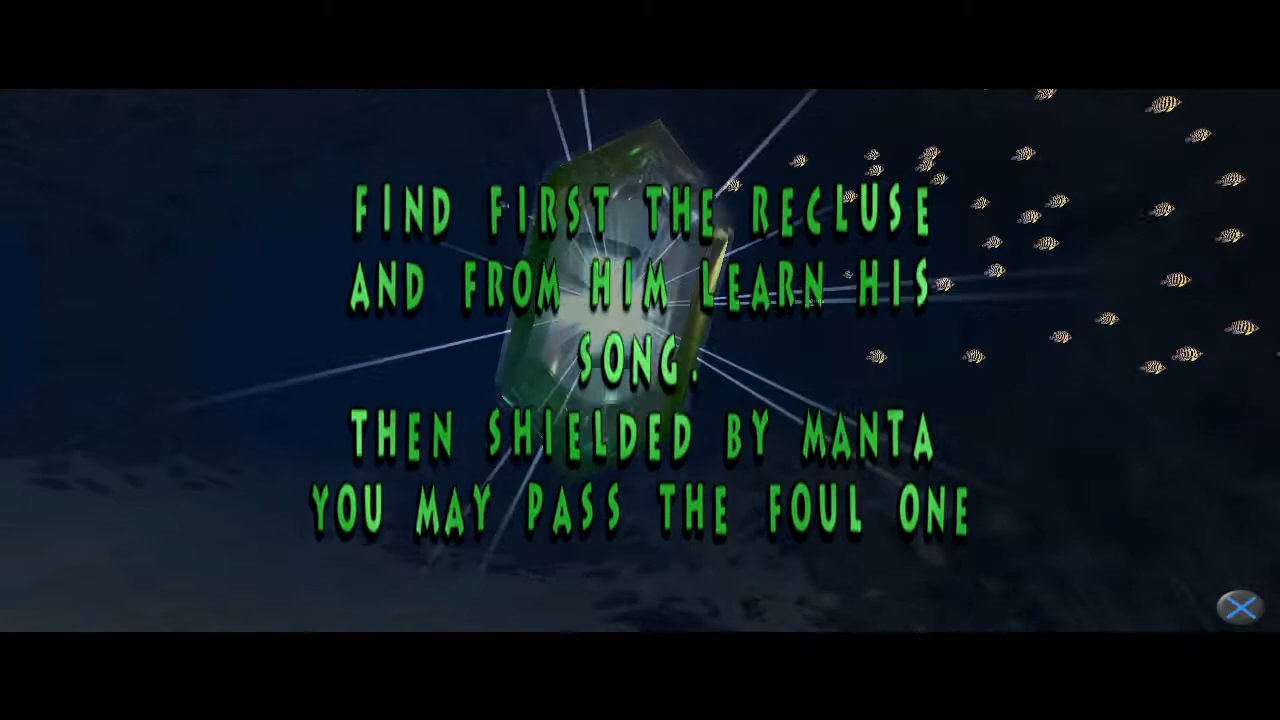 FIND FIRST THE RECLUSE
AND FROM HIM LEARN HIS
SONG.
THEN SHIELDED BY MANTA
YOU MAY PASS THE FOUL ONE